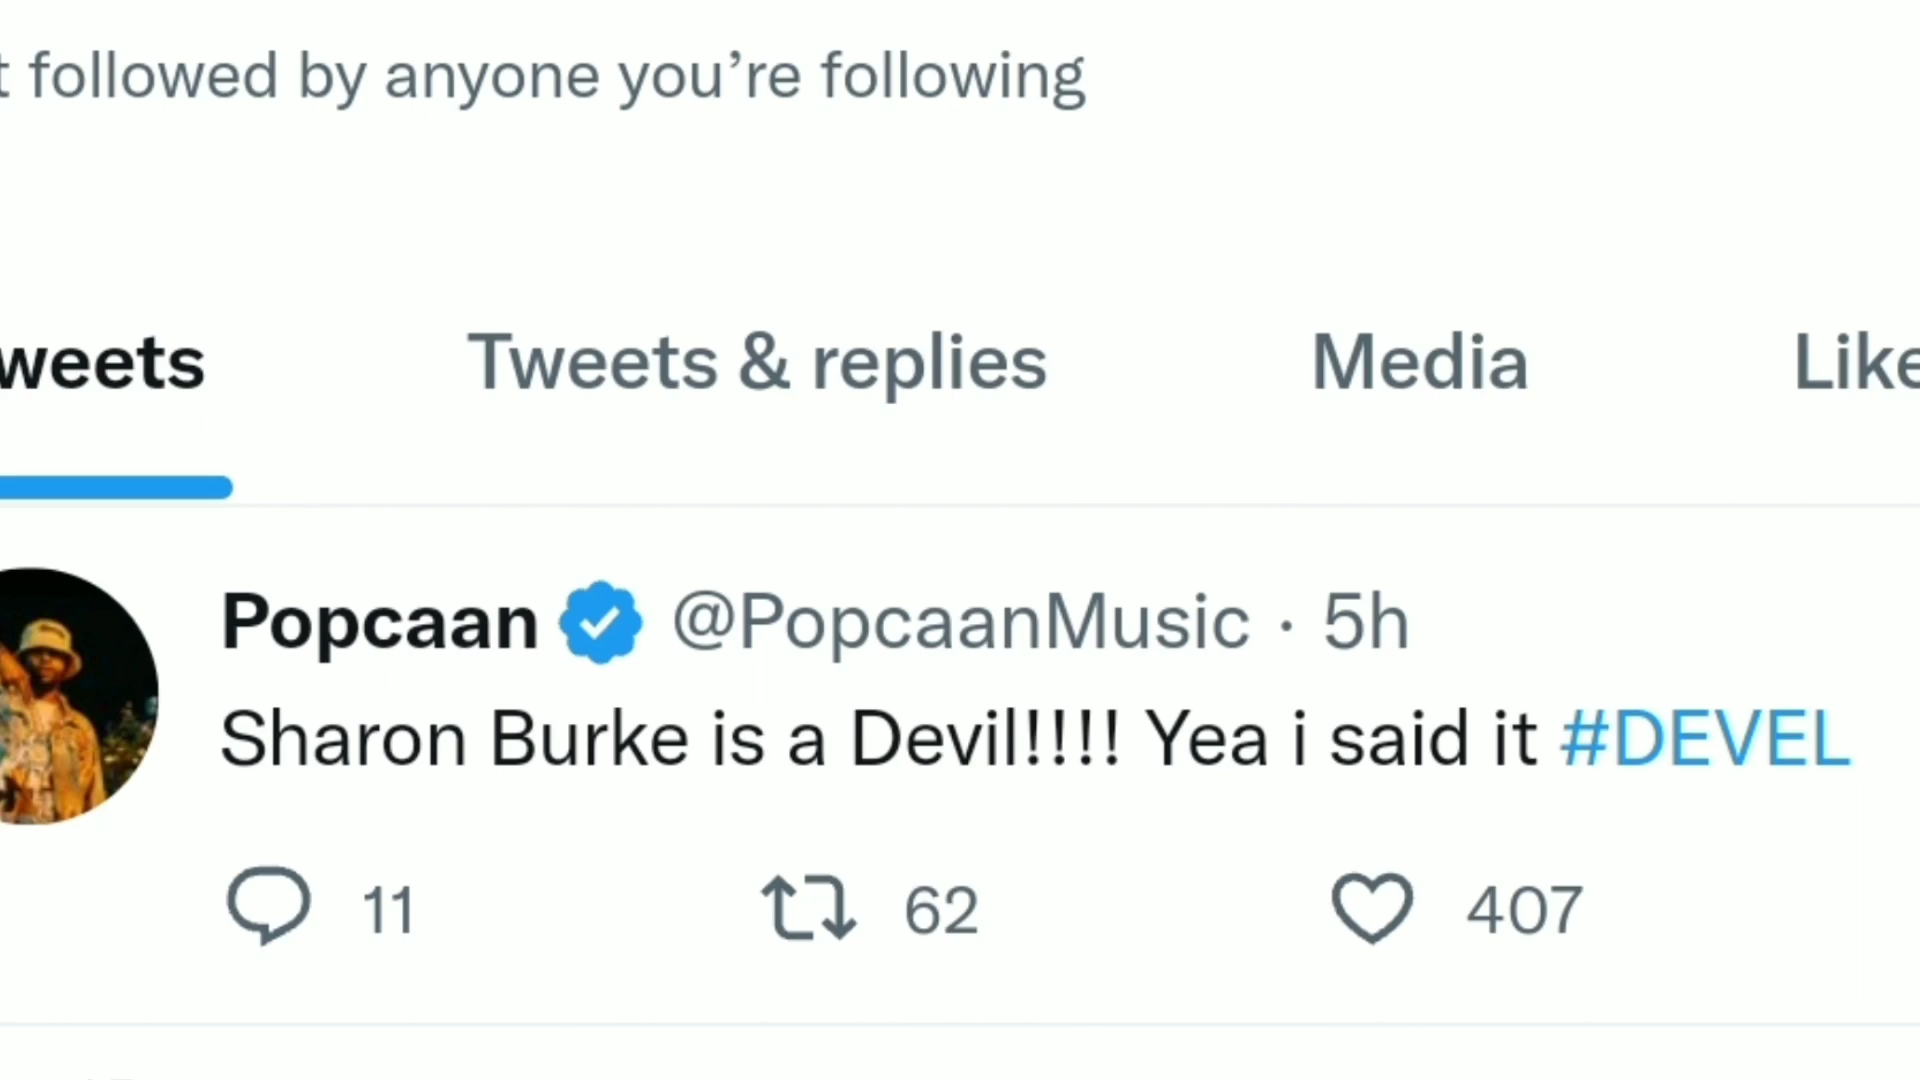 followed by anyone you’re following
weets Tweets & replies Media Like
Popcaan @PopcaanMusic · 5h
Sharon Burke is a Devil!!!! Yea i said it #DEVEL
11 62 407